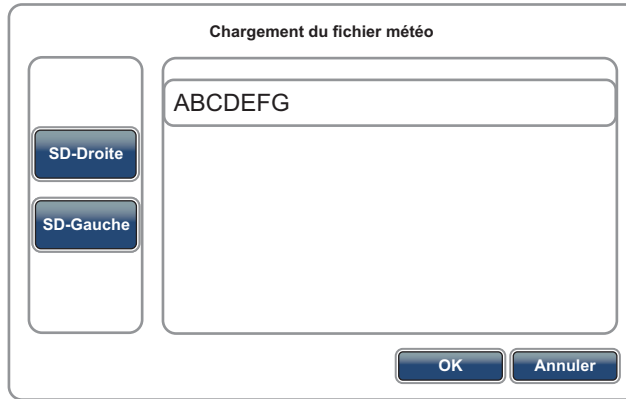 Chargement du fichier météo
SD-Droite
SD-Gauche
ABCDEFG
OK
Annuler